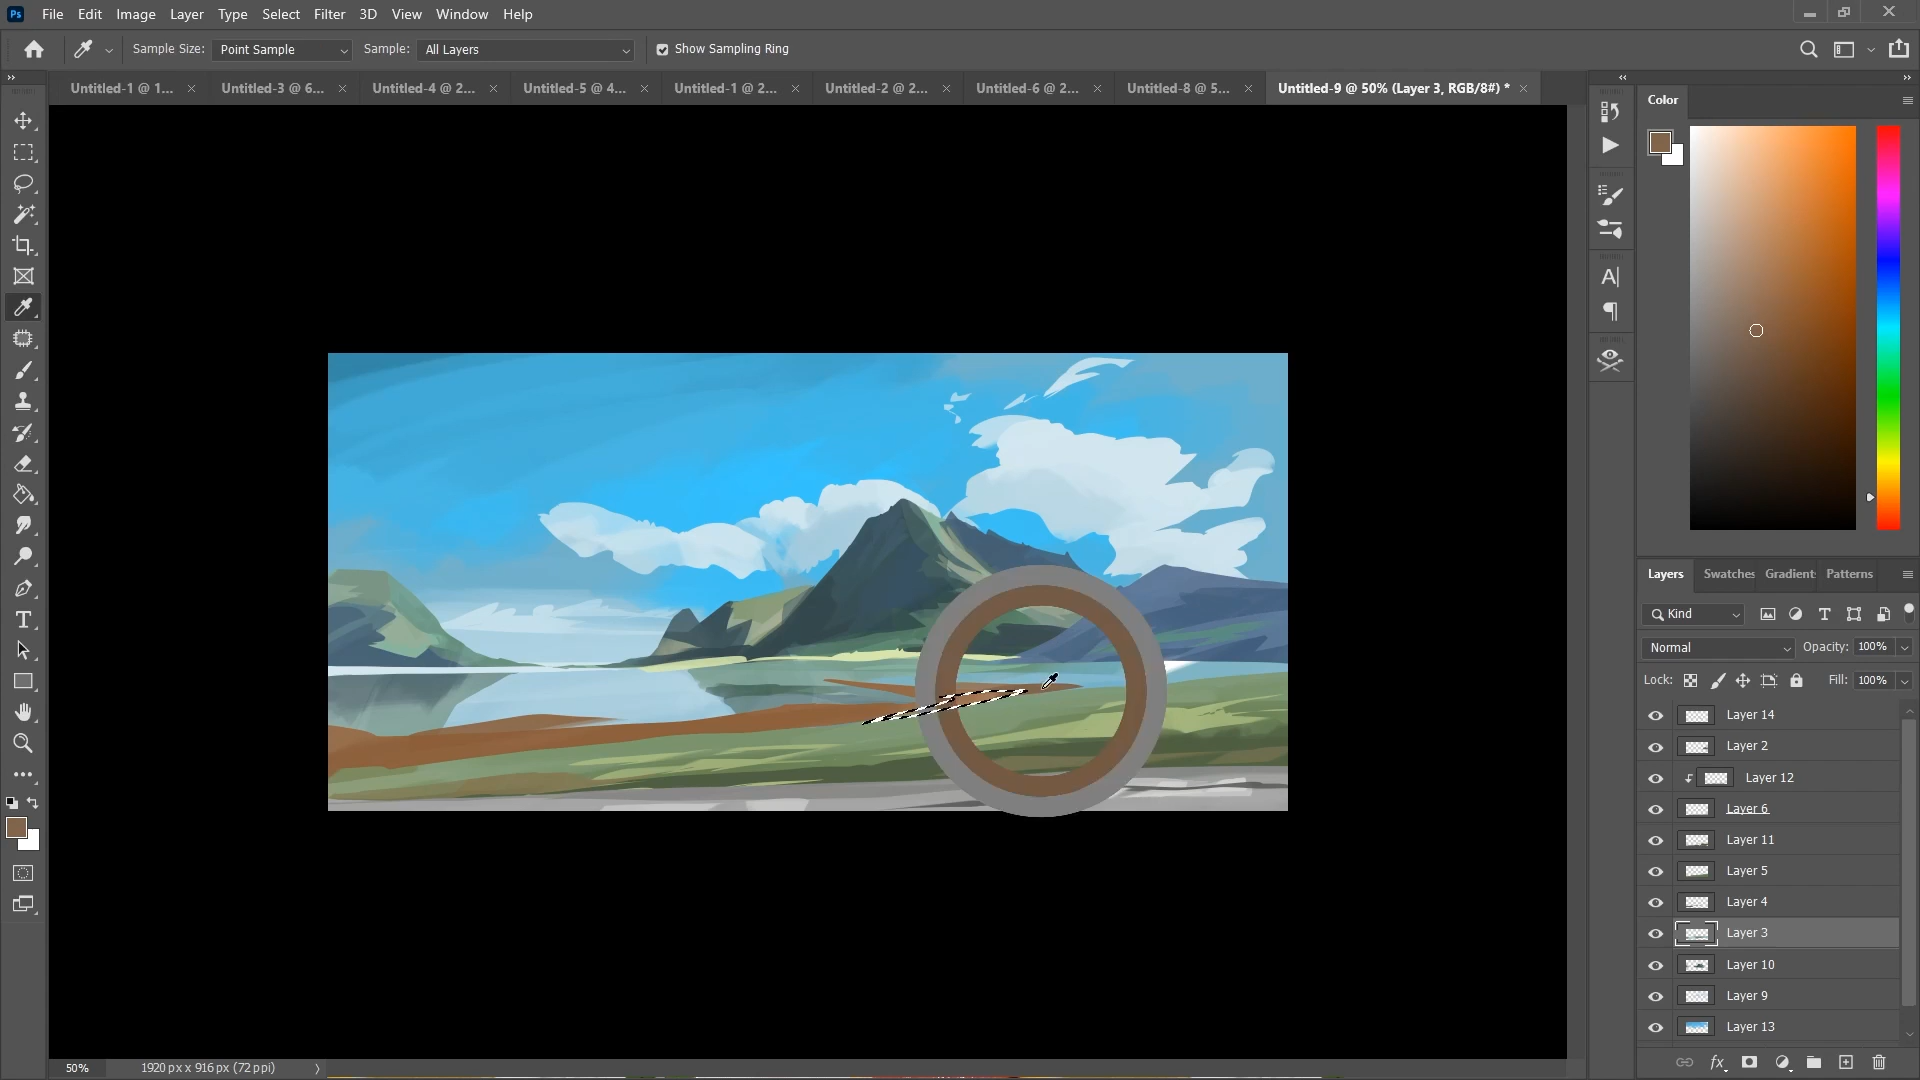 Ps File Edit Image Layer Type Select Filter 3D View Window Help
Sample Size: Point Sample Sample: All Layers Show Sampling Ring
Untitled-1 @ 1... Untitled-3 @ 6... Untitled-4 @ 2... Untitled-5 @ 4... Untitled-1 @ 2... Untitled-2 @ 2... Untitled-6 @ 2... Untitled-8 @ 5... Untitled-9 @ 50% (Layer 3, RGB/8#) *
Color
Layers Swatches Gradient Patterns
Kind
Normal Opacity: 100%
Lock: Fill: 100%
Layer 14
Layer 2
Layer 12
Layer 6
Layer 11
Layer 5
Layer 4
Layer 3
Layer 10
Layer 9
Layer 13
50% 1920 px x 916 px (72 ppi)